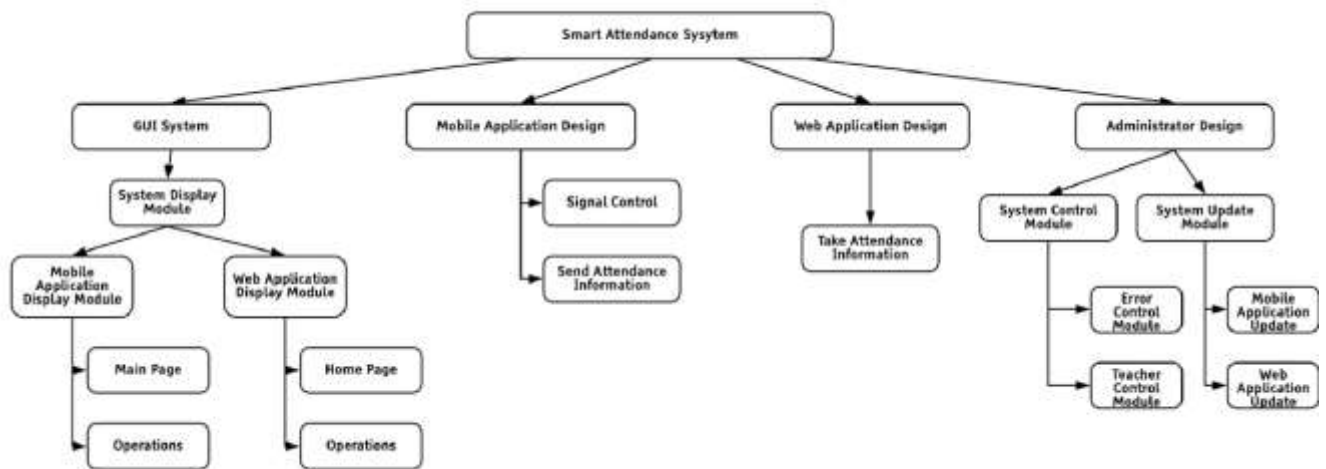 Smart Attendance Sysytem
GUI System
Mobile Application Design
Web Application Design
Administrator Design
System Display
Module
Signal Control
System Control
Module
System Update
Module
Take Attendance
Information
Mobile
Application
Display Module
Web Application
Display Module
Send Attendance
Information
Error
Control
Module
Mobile
Application
Update
Main Page
Home Page
Teacher
Control
Module
Web
Application
Update
Operations
Operations